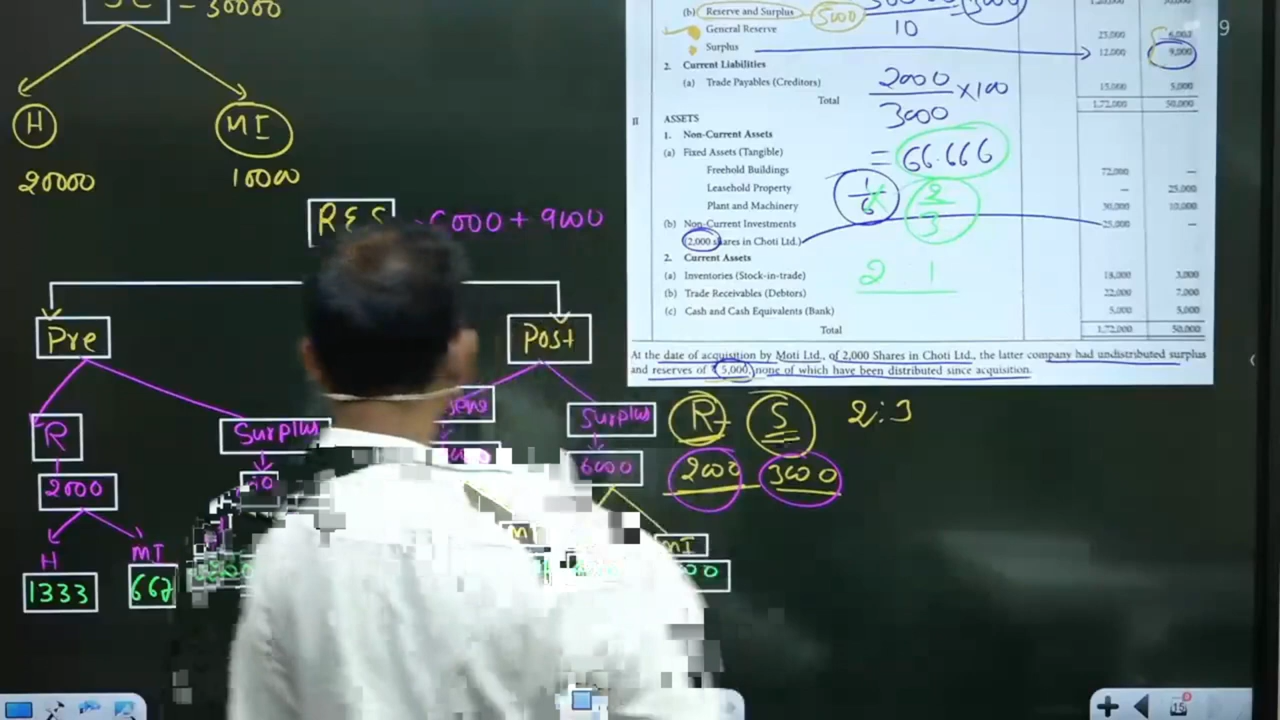 = 30000
H
MI
20000
10000
R & S
6000 + 9000
Pre
Post
R
Surplus
Surplus
2000
6000
H
MI
MI
1333
667
(b) Reserve and Surplus
5000
10
General Reserve
25,000
6,000
Surplus
12,000
9,000
2. Current Liabilities
(a) Trade Payables (Creditors)
15,000
5,000
Total
1,72,000
50,000
2000
3000
×100
II
ASSETS
1. Non-Current Assets
(a) Fixed Assets (Tangible)
= 66.666
Freehold Buildings
72,000
—
Leasehold Property
—
25,000
2
3
Plant and Machinery
30,000
10,000
(b) Non-Current Investments
25,000
—
(2,000 shares in Choti Ltd.)
2. Current Assets
2 1
(a) Inventories (Stock-in-trade)
18,000
3,000
(b) Trade Receivables (Debtors)
22,000
7,000
(c) Cash and Cash Equivalents (Bank)
5,000
5,000
Total
1,72,000
50,000
At the date of acquisition by Moti Ltd., of 2,000 Shares in Choti Ltd., the latter company had undistributed surplus
and reserves of ₹ 5,000, none of which have been distributed since acquisition.
R
S
2:3
2000
3000
9
15